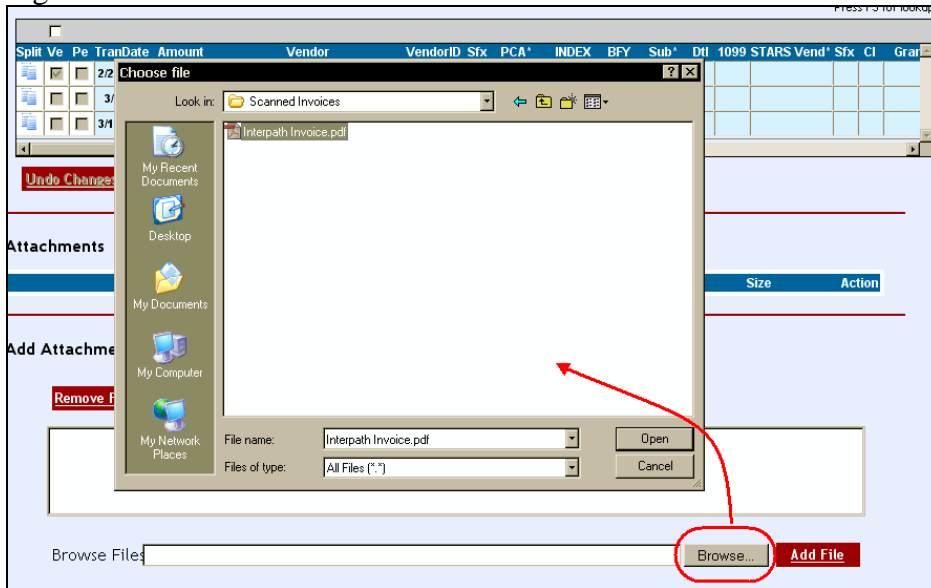 Press F5 for lookup
Split Ve Pe TranDate Amount Vendor VendorID Sfx PCA* INDEX BFY Sub* Dtl 1099 STARS Vend* Sfx CI Gran
2/2 Choose file
3/ Look in: Scanned Invoices
3/1 Interpath Invoice.pdf
My Recent
Documents
Undo Changes
Desktop
Attachments
My Documents
Size Action
Add Attachme
My Computer
Remove F
My Network
Places
File name: Interpath Invoice.pdf Open
Files of type: All Files (*.*) Cancel
Browse Files
Browse... Add File